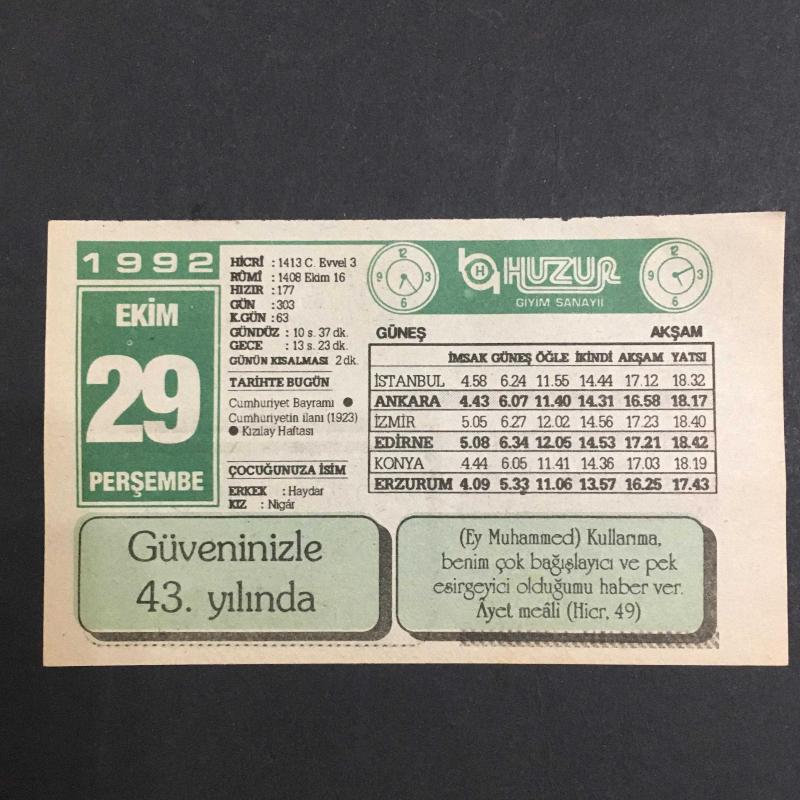 1992
EKİM
29
PERŞEMBE
HİCRÎ : 1413 C. Evvel 3
RÛMÎ : 1408 Ekim 16
HIZIR : 177
GÜN : 303
K.GÜN : 63
GÜNDÜZ : 10 s. 37 dk.
GECE : 13 s. 23 dk.
GÜNÜN KISALMASI 2 dk.
TARİHTE BUGÜN
Cumhuriyet Bayramı ●
Cumhuriyetin ilanı (1923)
● Kızılay Haftası
ÇOCUĞUNUZA İSİM
ERKEK : Haydar
KIZ : Nigâr
12
9 3
6
H HUZUR
GİYİM SANAYİİ
12
9 3
6
GÜNEŞ AKŞAM
İMSAK GÜNEŞ ÖĞLE İKİNDİ AKŞAM YATSI
İSTANBUL 4.58 6.24 11.55 14.44 17.12 18.32
ANKARA 4.43 6.07 11.40 14.31 16.58 18.17
İZMİR 5.05 6.27 12.02 14.56 17.23 18.40
EDİRNE 5.08 6.34 12.05 14.53 17.21 18.42
KONYA 4.44 6.05 11.41 14.36 17.03 18.19
ERZURUM 4.09 5.33 11.06 13.57 16.25 17.43
Güveninizle
43. yılında
(Ey Muhammed) Kullarıma,
benim çok bağışlayıcı ve pek
esirgeyici olduğumu haber ver.
Âyet meâli (Hicr, 49)